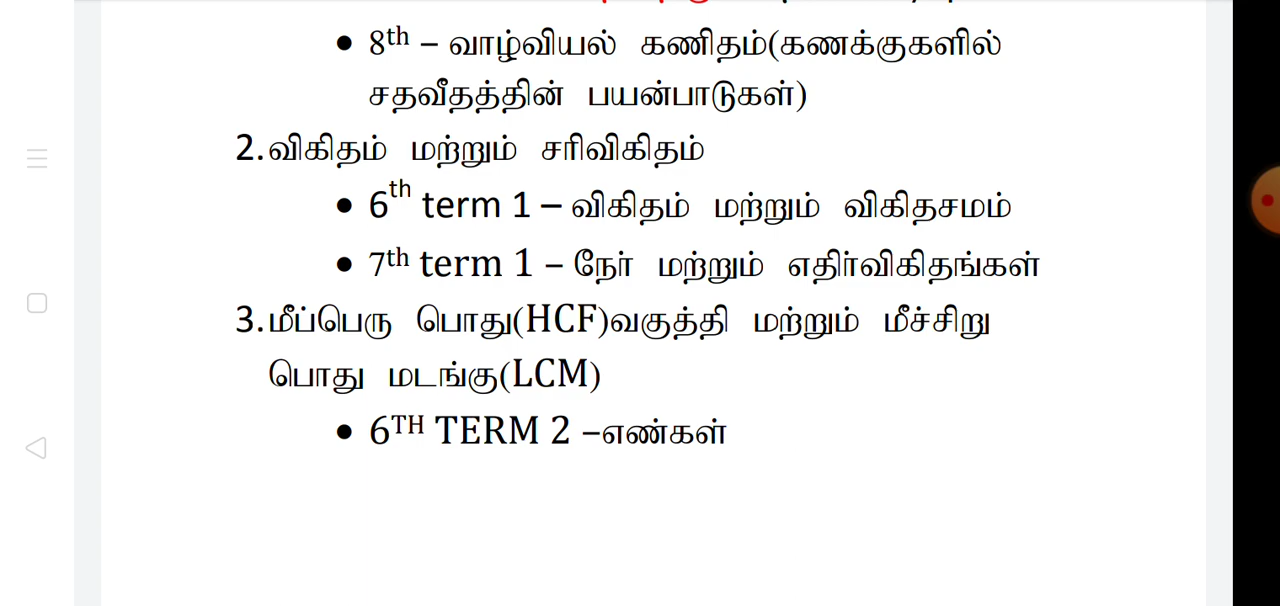 • 8th – வாழ்வியல் கணிதம்(கணக்குகளில்
சதவீதத்தின் பயன்பாடுகள்)
2.விகிதம் மற்றும் சரிவிகிதம்
• 6th term 1 – விகிதம் மற்றும் விகிதசமம்
• 7th term 1 – நேர் மற்றும் எதிர்விகிதங்கள்
3.மீப்பெரு பொது(HCF)வகுத்தி மற்றும் மீச்சிறு
பொது மடங்கு(LCM)
• 6TH TERM 2 –எண்கள்